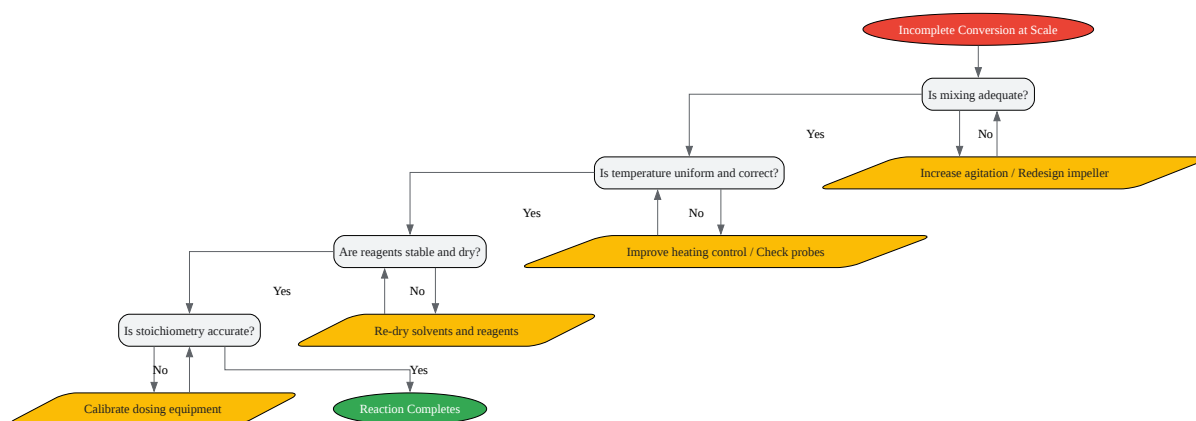 Incomplete Conversion at Scale
Is mixing adequate?
Yes
No
Increase agitation / Redesign impeller
Is temperature uniform and correct?
Yes
No
Improve heating control / Check probes
Are reagents stable and dry?
Yes
No
Re-dry solvents and reagents
Is stoichiometry accurate?
No
Yes
Calibrate dosing equipment
Reaction Completes